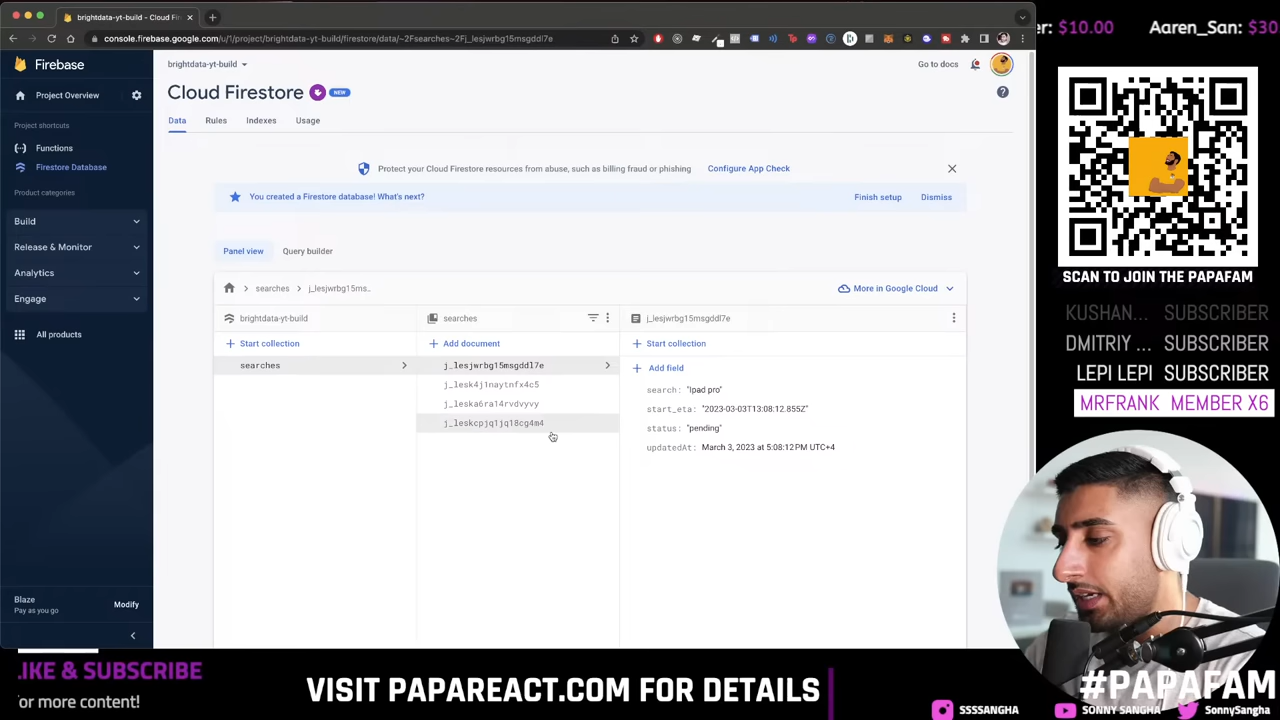 brightdata-yt-build - Cloud Fi
console.firebase.google.com/u/1/project/brightdata-yt-build/firestore/data/~2Fsearches~2Fj_lesjwrbg15msgddl7e
er: $10.00 Aaren_San: $30
Firebase
brightdata-yt-build
Go to docs
Project Overview
Cloud Firestore
NEW
Project shortcuts
Data Rules Indexes Usage
Functions
Firestore Database
Protect your Cloud Firestore resources from abuse, such as billing fraud or phishing Configure App Check
Product categories
You created a Firestore database! What's next?
Finish setup Dismiss
Build
Release & Monitor
Analytics
Engage
All products
Panel view Query builder
searches j_lesjwrbg15ms..
More in Google Cloud
brightdata-yt-build
Start collection
searches
searches
Add document
j_lesjwrbg15msgddl7e
j_lesk4j1naytnfx4c5
j_leska6ra14rvdvyvy
j_leskcpjq1jq18cg4m4
j_lesjwrbg15msgddl7e
Start collection
Add field
search: "Ipad pro"
start_eta: "2023-03-03T13:08:12.855Z"
status: "pending"
updatedAt: March 3, 2023 at 5:08:12 PM UTC+4
Blaze
Pay as you go
Modify
SCAN TO JOIN THE PAPAFAM
KUSHAN... SUBSCRIBER
DMITRIY ... SUBSCRIBER
LEPI LEPI SUBSCRIBER
MRFRANK MEMBER X6
LIKE & SUBSCRIBE
for more content!
VISIT PAPAREACT.COM FOR DETAILS
#PAPAFAM
SSSSANGHA SONNY SANGHA SonnySangha